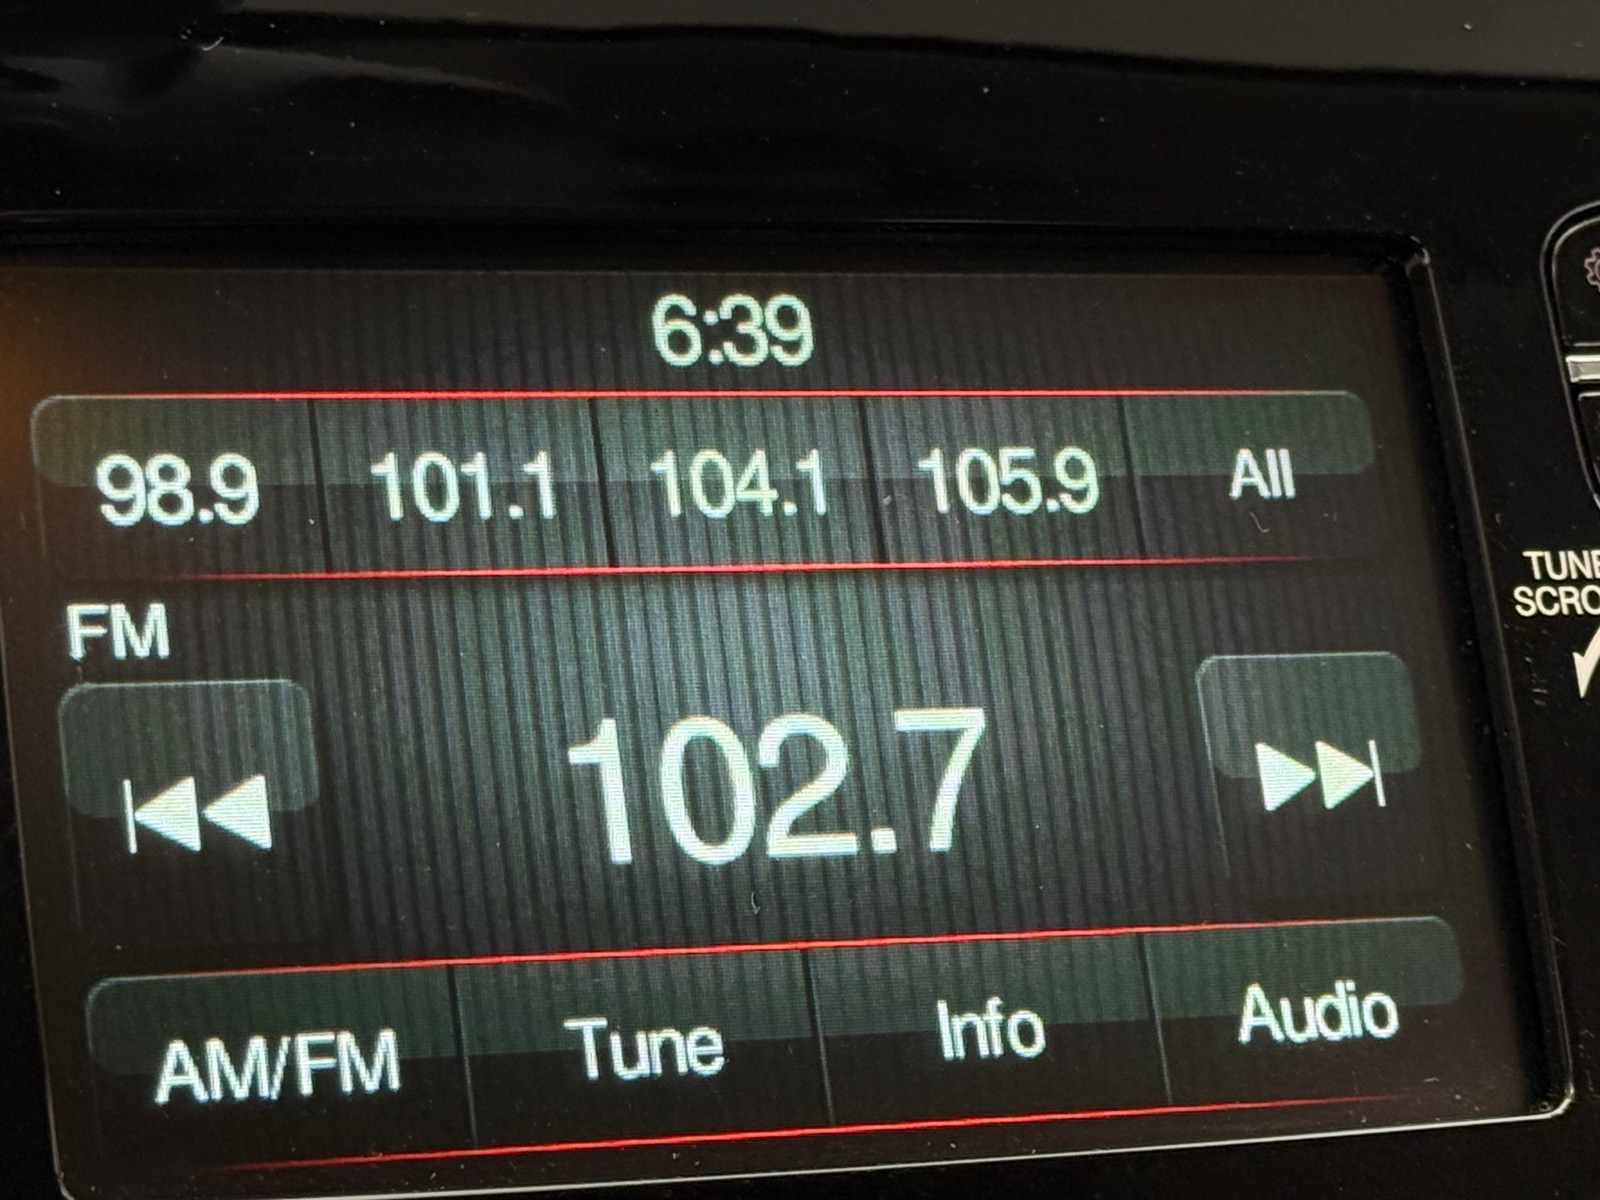 6:39
98.9 101.1 104.1 105.9 All
FM
102.7
AM/FM Tune Info Audio